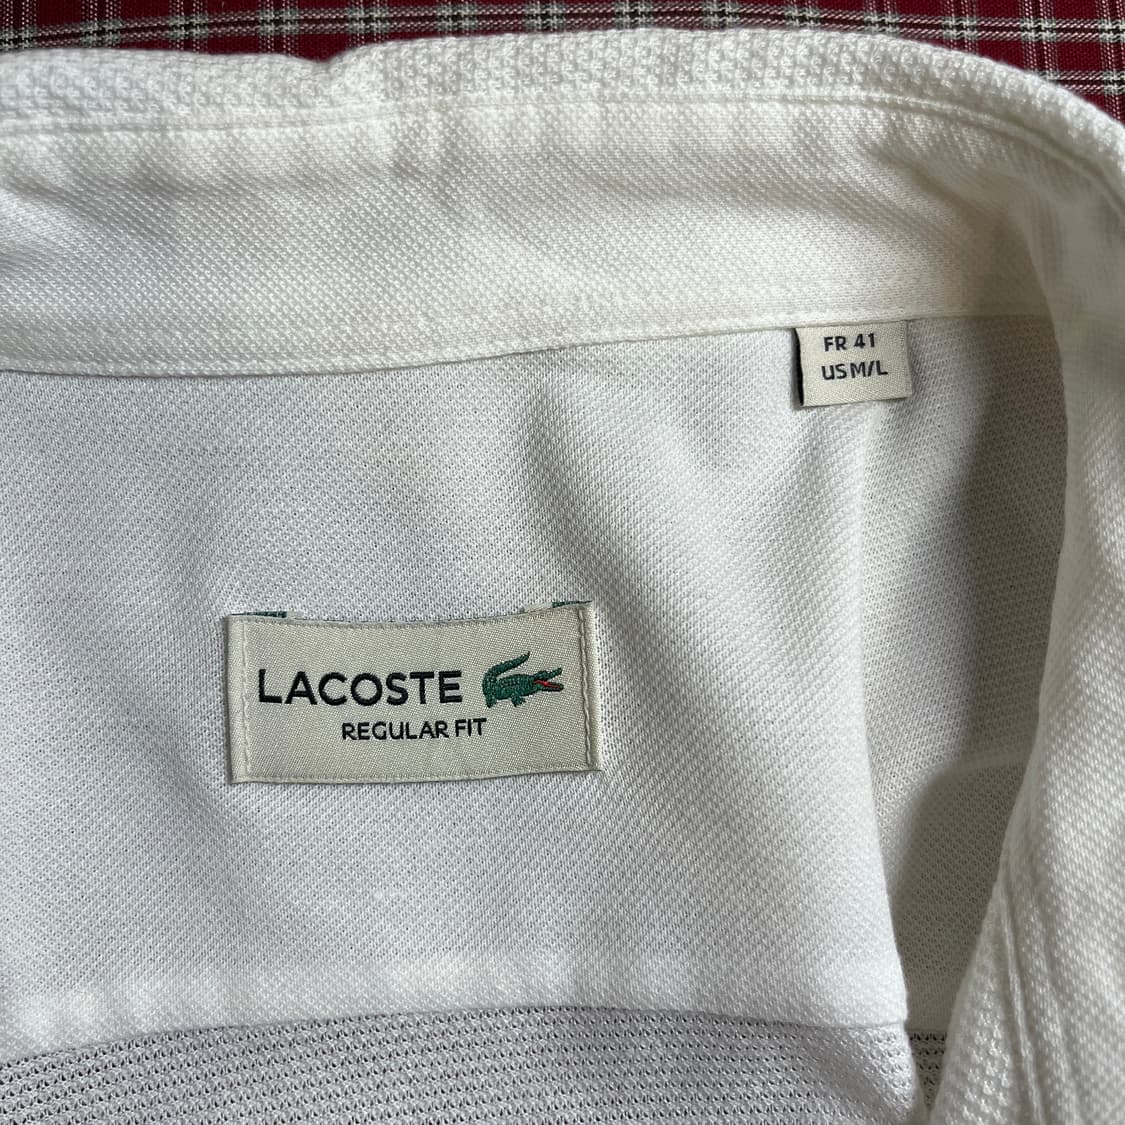 FR 41
US M/L
LACOSTE
REGULAR FIT